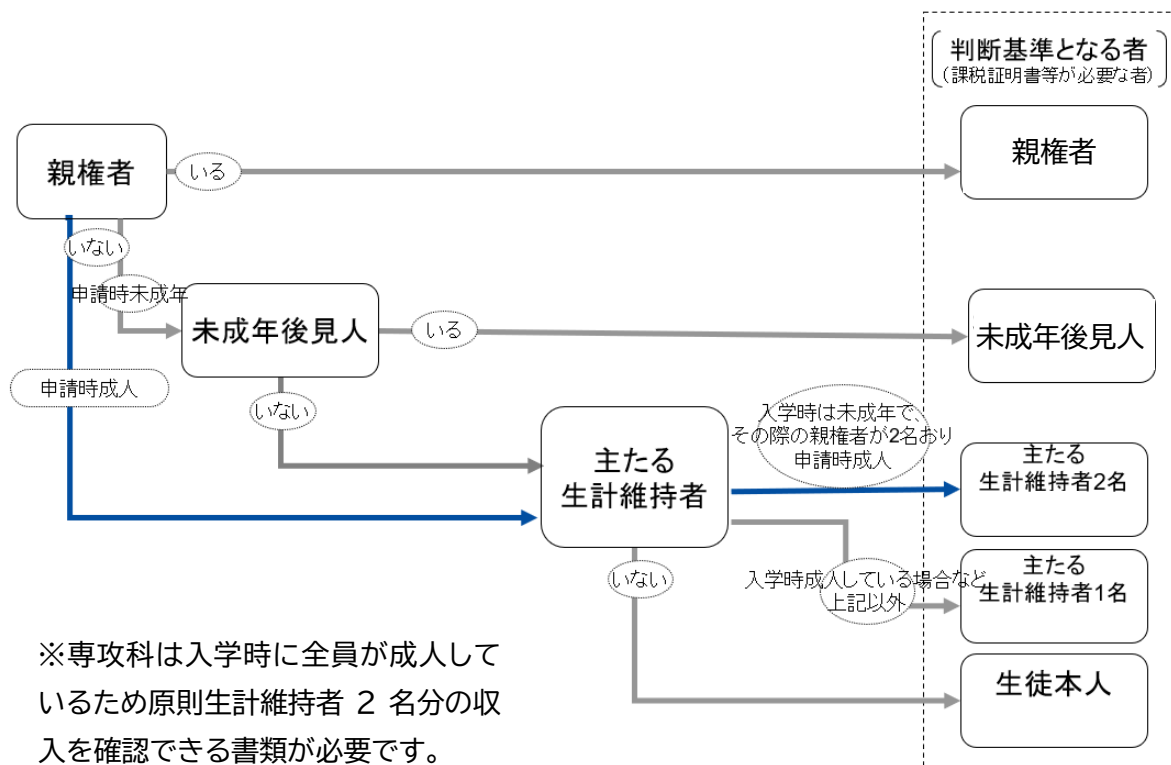 判断基準となる者
(課税証明書等が必要な者)
親権者
いる
親権者
いない
申請時未成年
未成年後見人
いる
未成年後見人
申請時成人
いない
主たる
生計維持者
入学時は未成年で、
その際の親権者が2名おり
申請時成人
主たる
生計維持者2名
いない
入学時成人している場合など
上記以外
主たる
生計維持者1名
生徒本人
※専攻科は入学時に全員が成人して
いるため原則生計維持者 2 名分の収
入を確認できる書類が必要です。